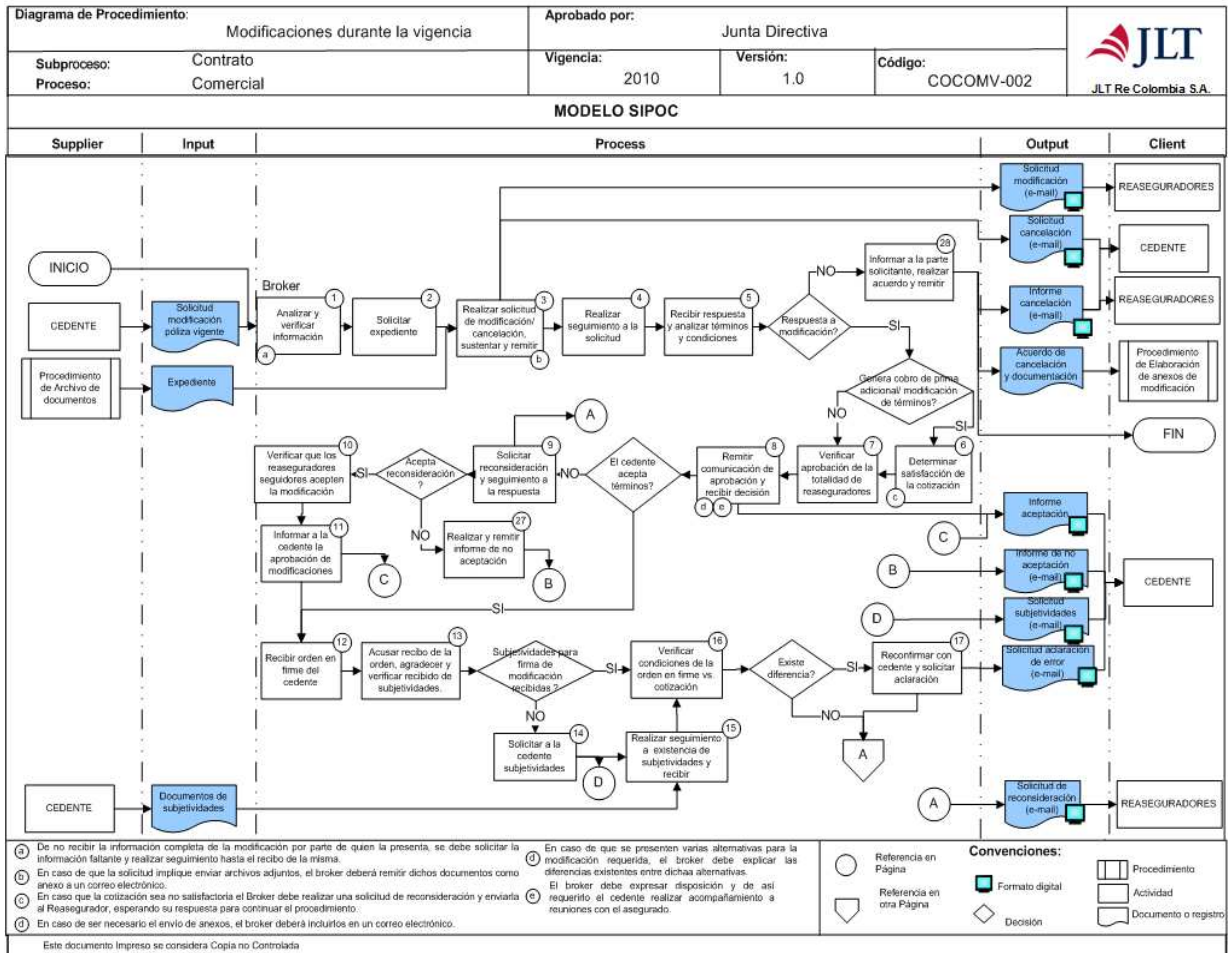 Diagrama de Procedimiento:
Modificaciones durante la vigencia
Aprobado por:
Junta Directiva
Subproceso:
Contrato
Proceso:
Comercial
Vigencia:
2010
Versión:
1.0
Código:
COCOMV-002
JLT
JLT Re Colombia S.A.
MODELO SIPOC
Supplier
Input
Process
Output
Client
Solicitud
modificación
(e-mail)
REASEGURADORES
Solicitud
cancelación
(e-mail)
CEDENTE
INICIO
Broker
CEDENTE
Solicitud
modificación
póliza vigente
1
Analizar y
verificar
información
a
2
Solicitar
expediente
3
Realizar solicitud
de modificación/
cancelación,
sustentar y remitir
b
4
Realizar
seguimiento a la
solicitud
5
Recibir respuesta
y analizar términos
y condiciones
Respuesta a
modificación?
NO
28
Informar a la parte
solicitante, realizar
acuerdo y remitir
SI
Informe
cancelación
(e-mail)
REASEGURADORES
Procedimiento
de Archivo de
documentos
Expediente
Genera cobro de prima
adicional/ modificación
de términos?
NO
SI
Acuerdo de
cancelación
y documentación
Procedimiento
de Elaboración
de anexos de
modificación
FIN
A
10
Verificar que los
reaseguradores
seguidores acepten
la modificación
SI
Acepta
reconsideración
?
9
Solicitar
reconsideración
y seguimiento a
la respuesta
NO
El cedente
acepta
términos?
8
Remitir
comunicación de
aprobación y
recibir decisión
d
e
7
Verificar
aprobación de la
totalidad de
reaseguradores
6
Determinar
satisfacción de
la cotización
c
11
Informar a la
cedente la
aprobación de
modificaciones
C
NO
27
Realizar y remitir
informe de no
aceptación
B
SI
C
Informe
aceptación
B
Informe de no
aceptación
(e-mail)
CEDENTE
D
Solicitud
subjetividades
(e-mail)
12
Recibir orden en
firme del
cedente
13
Acusar recibo de la
orden, agradecer y
verificar recibido de
subjetividades.
Subjetividades para
firma de
modificación
recibidas ?
SI
16
Verificar
condiciones de la
orden en firme vs.
cotización
Existe
diferencia?
SI
17
Reconfirmar con
cedente y solicitar
aclaración
Solicitud aclaración
de error
(e-mail)
NO
NO
14
Solicitar a la
cedente
subjetividades
D
15
Realizar seguimiento
a existencia de
subjetividades y
recibir
A
CEDENTE
Documentos de
subjetividades
A
Solicitud de
reconsideración
(e-mail)
REASEGURADORES
a De no recibir la información completa de la modificación por parte de quien la presenta, se debe solicitar la
información faltante y realizar seguimiento hasta el recibo de la misma.
b En caso de que la solicitud implique enviar archivos adjuntos, el broker deberá remitir dichos documentos como
anexo a un correo electrónico.
c En caso que la cotización sea no satisfactoria el Broker debe realizar una solicitud de reconsideración y enviarla
al Reasegurador, esperando su respuesta para continuar el procedimiento.
d En caso de ser necesario el envío de anexos, el broker deberá incluirlos en un correo electrónico.
d En caso de que se presenten varias alternativas para la
modificación requerida, el broker debe explicar las
diferencias existentes entre dichaa alternativas.
e El broker debe expresar disposición y de así
requerirlo el cedente realizar acompañamiento a
reuniones con el asegurado.
Convenciones:
Referencia en
Página
Referencia en
otra Página
Formato digital
Decisión
Procedimiento
Actividad
Documento o registro
Este documento Impreso se considera Copia no Controlada